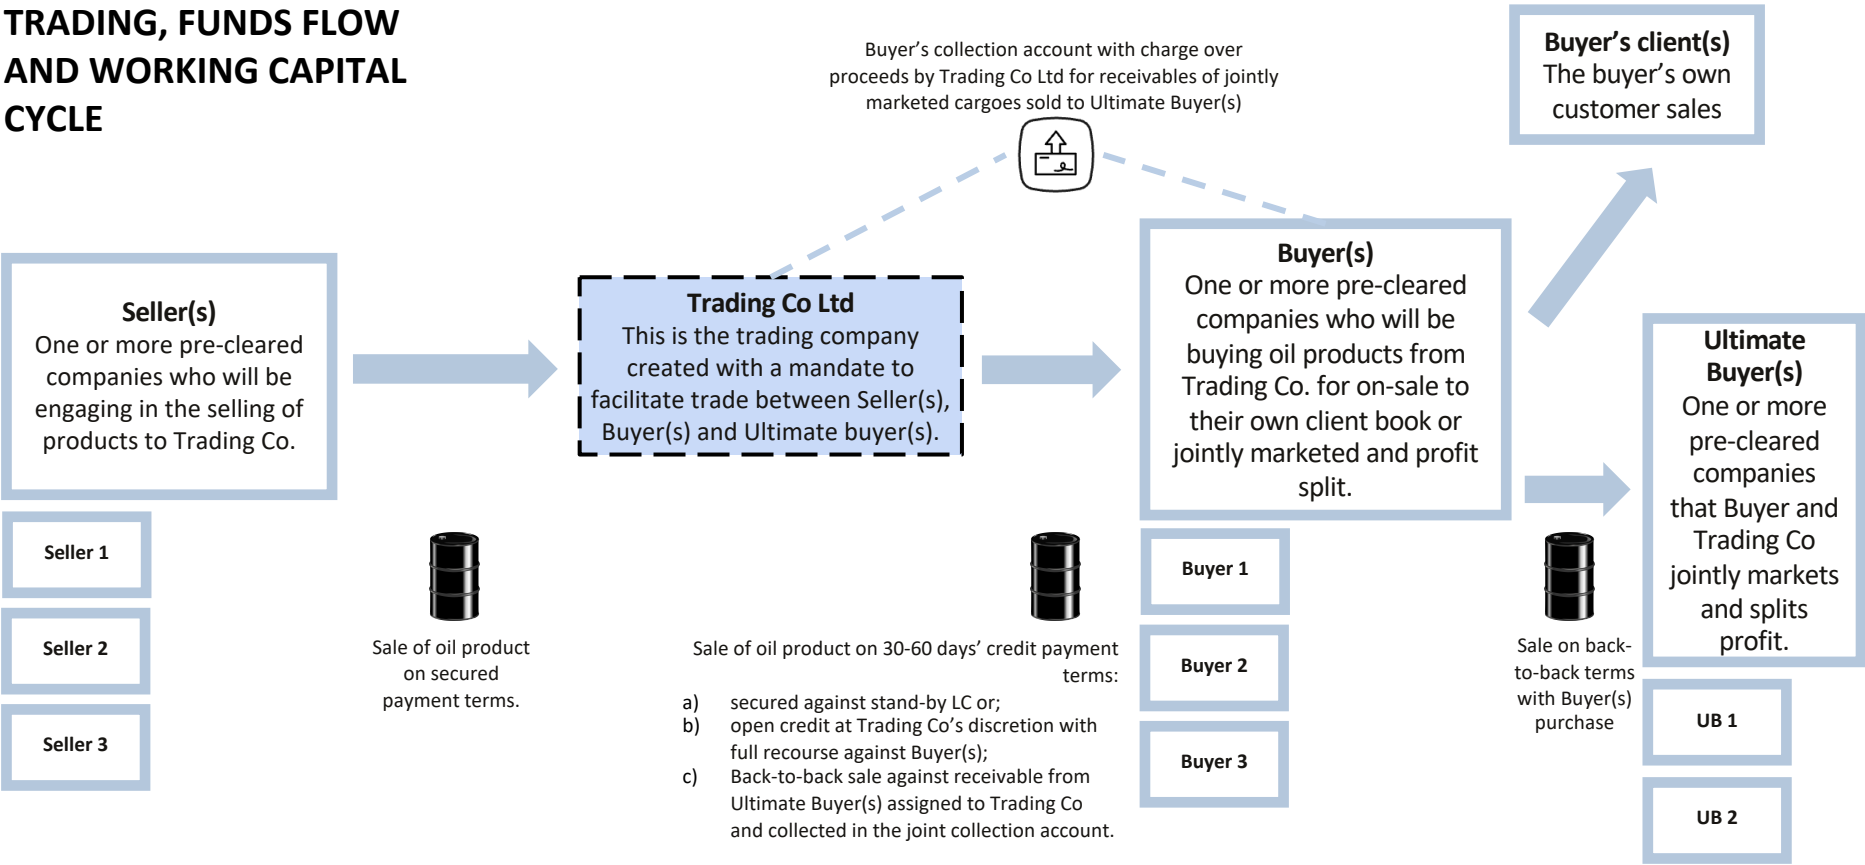 TRADING, FUNDS FLOW
AND WORKING CAPITAL
CYCLE
Buyer’s collection account with charge over
proceeds by Trading Co Ltd for receivables of jointly
marketed cargoes sold to Ultimate Buyer(s)
Buyer’s client(s)
The buyer’s own
customer sales
Seller(s)
One or more pre-cleared
companies who will be
engaging in the selling of
products to Trading Co.
Trading Co Ltd
This is the trading company
created with a mandate to
facilitate trade between Seller(s),
Buyer(s) and Ultimate buyer(s).
Buyer(s)
One or more pre-cleared
companies who will be
buying oil products from
Trading Co. for on-sale to
their own client book or
jointly marketed and profit
split.
Ultimate
Buyer(s)
One or more
pre-cleared
companies
that Buyer and
Trading Co
jointly markets
and splits
profit.
Seller 1
Seller 2
Seller 3
Sale of oil product
on secured
payment terms.
Sale of oil product on 30-60 days’ credit payment
terms:
a) secured against stand-by LC or;
b) open credit at Trading Co’s discretion with
full recourse against Buyer(s);
c) Back-to-back sale against receivable from
Ultimate Buyer(s) assigned to Trading Co
and collected in the joint collection account.
Buyer 1
Buyer 2
Buyer 3
Sale on back-
to-back terms
with Buyer(s)
purchase
UB 1
UB 2